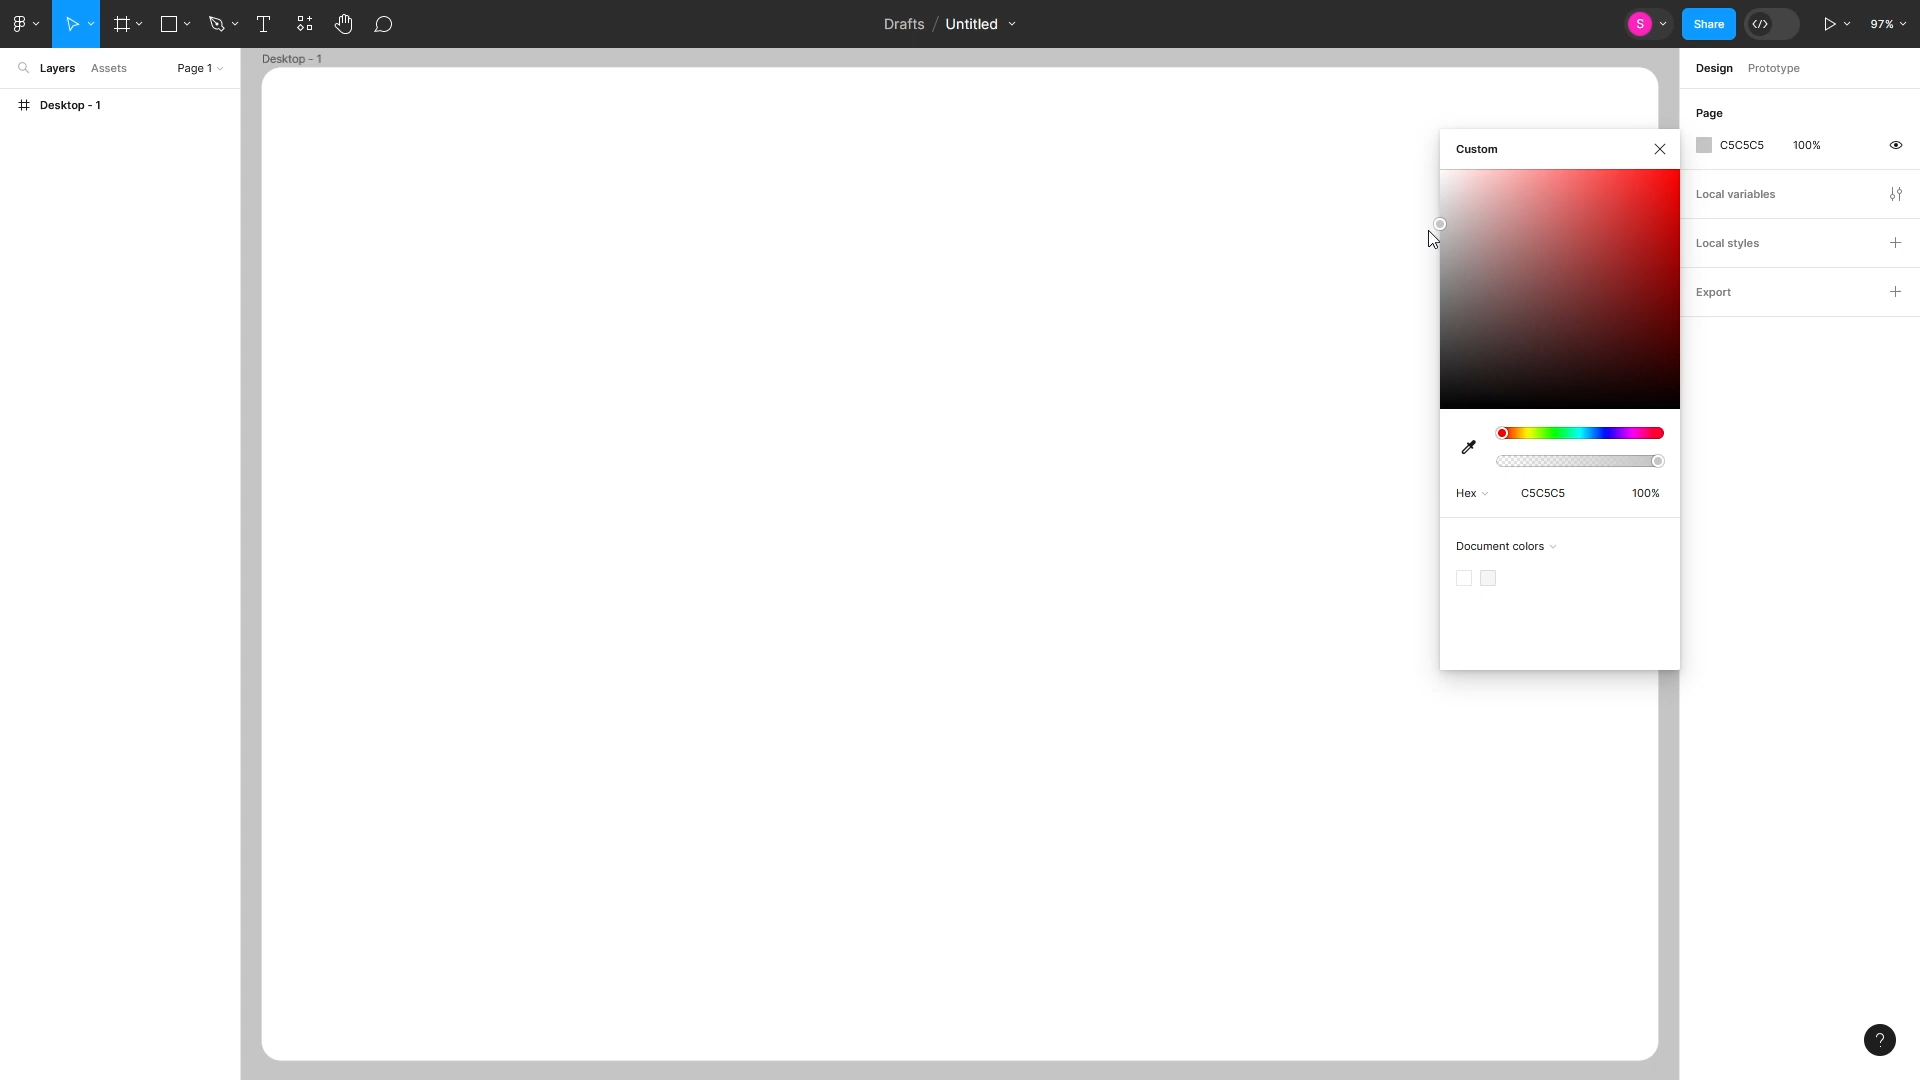 Drafts / Untitled
S
Share
97%
Layers
Assets
Page 1
Desktop - 1
Desktop - 1
Design
Prototype
Page
C5C5C5
100%
Local variables
Local styles
Export
Custom
Hex
C5C5C5
100%
Document colors
?